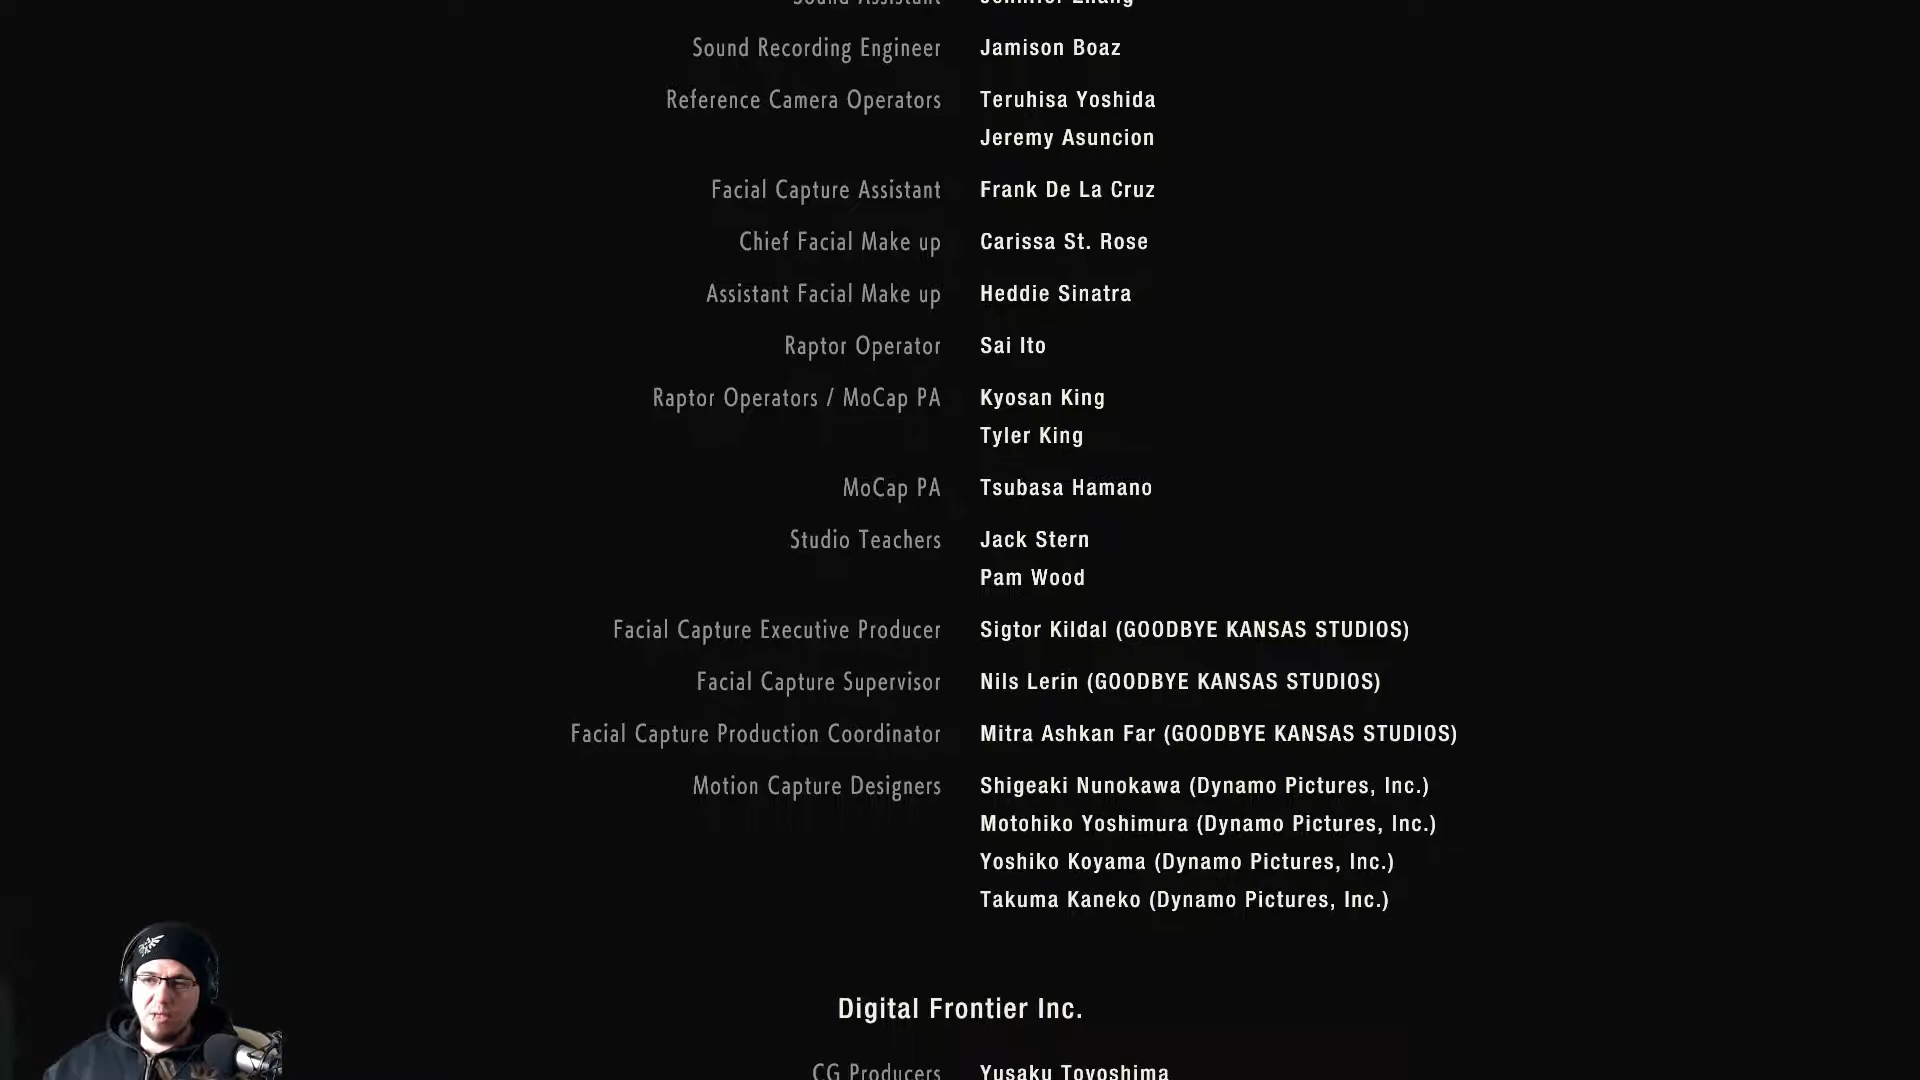 Sound Assistant Jennifer Zhang
Sound Recording Engineer Jamison Boaz
Reference Camera Operators Teruhisa Yoshida
Jeremy Asuncion
Facial Capture Assistant Frank De La Cruz
Chief Facial Make up Carissa St. Rose
Assistant Facial Make up Heddie Sinatra
Raptor Operator Sai Ito
Raptor Operators / MoCap PA Kyosan King
Tyler King
MoCap PA Tsubasa Hamano
Studio Teachers Jack Stern
Pam Wood
Facial Capture Executive Producer Sigtor Kildal (GOODBYE KANSAS STUDIOS)
Facial Capture Supervisor Nils Lerin (GOODBYE KANSAS STUDIOS)
Facial Capture Production Coordinator Mitra Ashkan Far (GOODBYE KANSAS STUDIOS)
Motion Capture Designers Shigeaki Nunokawa (Dynamo Pictures, Inc.)
Motohiko Yoshimura (Dynamo Pictures, Inc.)
Yoshiko Koyama (Dynamo Pictures, Inc.)
Takuma Kaneko (Dynamo Pictures, Inc.)
Digital Frontier Inc.
CG Producers Yusaku Toyoshima